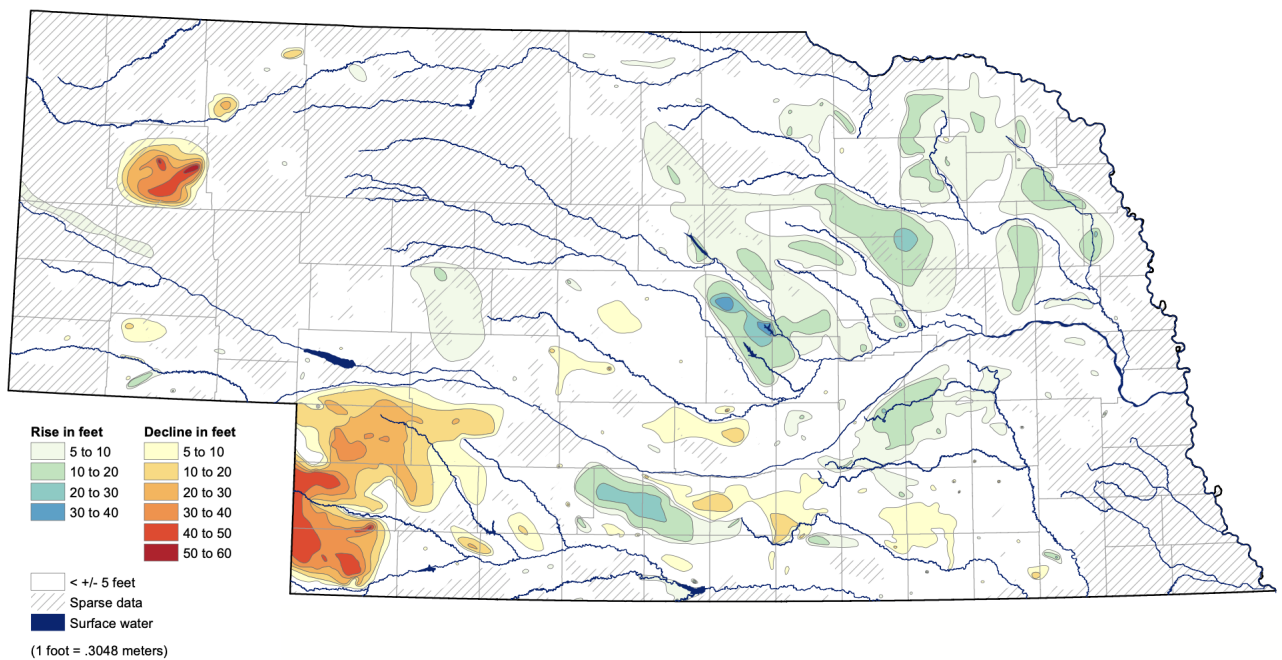 Rise in feet
5 to 10
10 to 20
20 to 30
30 to 40
Decline in feet
5 to 10
10 to 20
20 to 30
30 to 40
40 to 50
50 to 60
< +/- 5 feet
Sparse data
Surface water
(1 foot = .3048 meters)